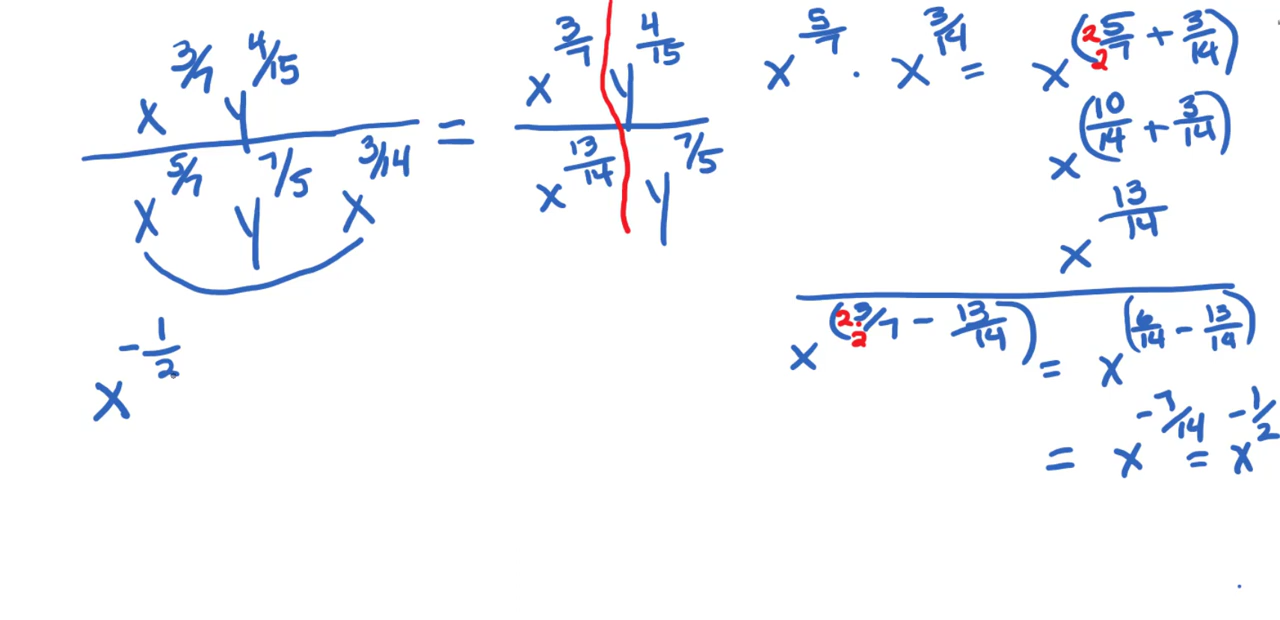 x^(3/7) y^(4/15) / x^(5/7) y^(7/5) x^(3/14) = x^(3/7) y^(4/15) / x^(13/14) y^(7/5)
x^(-1/2)
x^(5/7) · x^(3/14) = x^(2/2 5/7 + 3/14)
x^(10/14 + 3/14)
x^(13/14)
x^(2/2 · 3/7 - 13/14) = x^(6/14 - 13/14)
= x^(-7/14) = x^(-1/2)